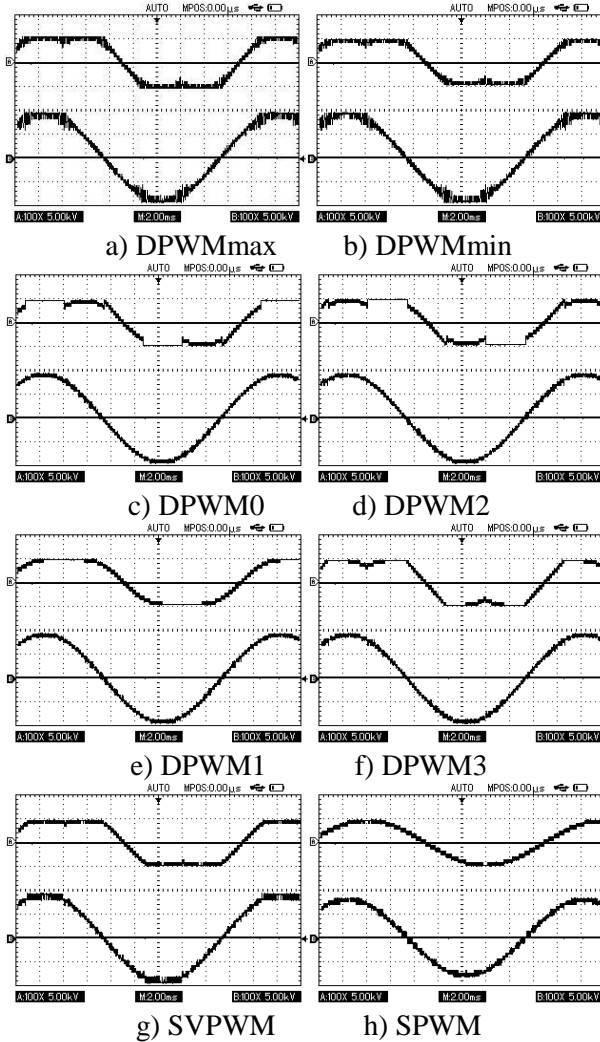 AUTO MPOS:0.00μs AUTO MPOS:0.00μs
B B
D D
A:100X 5.00kV M:2.00ms B:100X 5.00kV A:100X 5.00kV M:2.00ms B:100X 5.00kV
a) DPWMmax b) DPWMmin
AUTO MPOS:0.00μs AUTO MPOS:0.00μs
B B
D D
A:100X 5.00kV M:2.00ms B:100X 5.00kV A:100X 5.00kV M:2.00ms B:100X 5.00kV
c) DPWM0 d) DPWM2
AUTO MPOS:0.00μs AUTO MPOS:0.00μs
B B
D D
A:100X 5.00kV M:2.00ms B:100X 5.00kV A:100X 5.00kV M:2.00ms B:100X 5.00kV
e) DPWM1 f) DPWM3
AUTO MPOS:0.00μs AUTO MPOS:0.00μs
B B
D D
A:100X 5.00kV M:2.00ms B:100X 5.00kV A:100X 5.00kV M:2.00ms B:100X 5.00kV
g) SVPWM h) SPWM